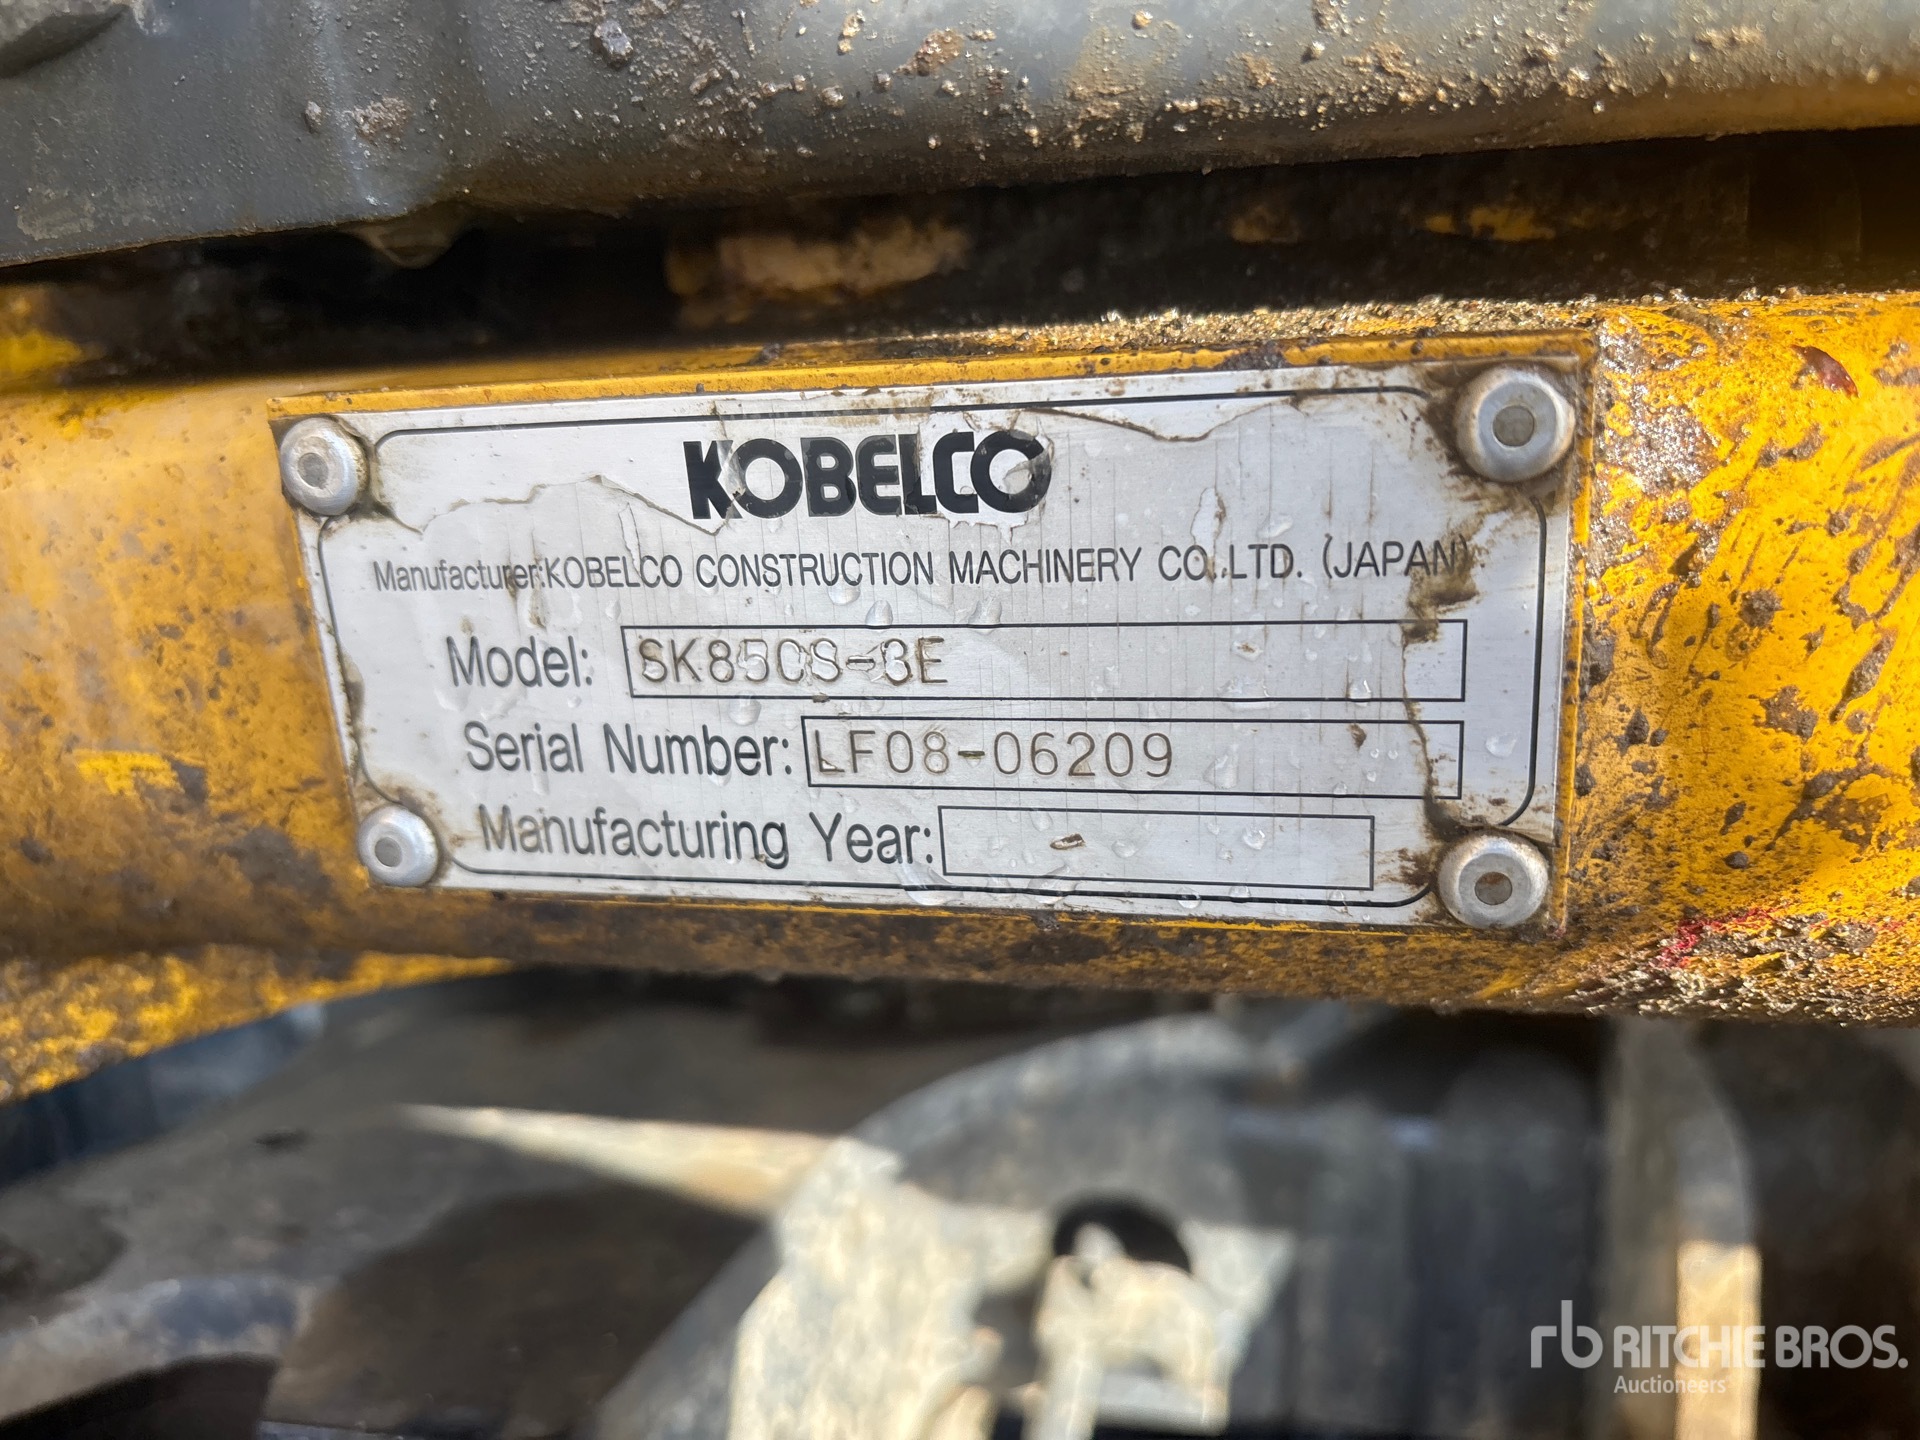 KOBELCO
Manufacturer:KOBELCO CONSTRUCTION MACHINERY CO.,LTD. (JAPAN)
Model: SK85CS-3E
Serial Number: LF08-06209
Manufacturing Year:
rb RITCHIE BROS.
Auctioneers